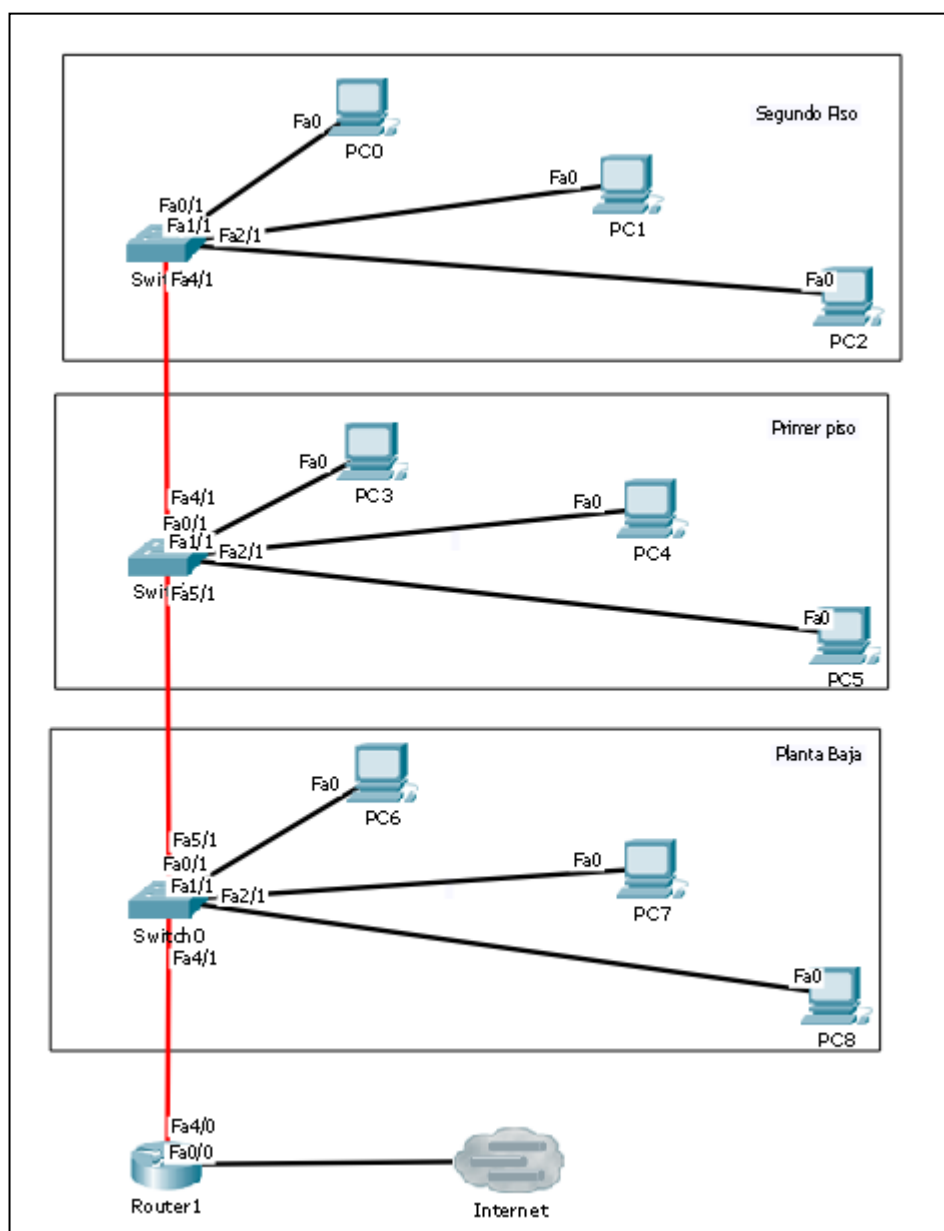 Segundo Piso
Fa0
PC0
Fa0
PC1
Fa0/1
Fa1/1
Fa2/1
Fa4/1
Fa0
PC2
Primer piso
Fa0
PC3
Fa0
PC4
Fa4/1
Fa0/1
Fa1/1
Fa2/1
Fa5/1
Fa0
PC5
Planta Baja
Fa0
PC6
Fa0
PC7
Fa5/1
Fa0/1
Fa1/1
Fa2/1
Switch0
Fa4/1
Fa0
PC8
Fa4/0
Fa0/0
Router1
Internet